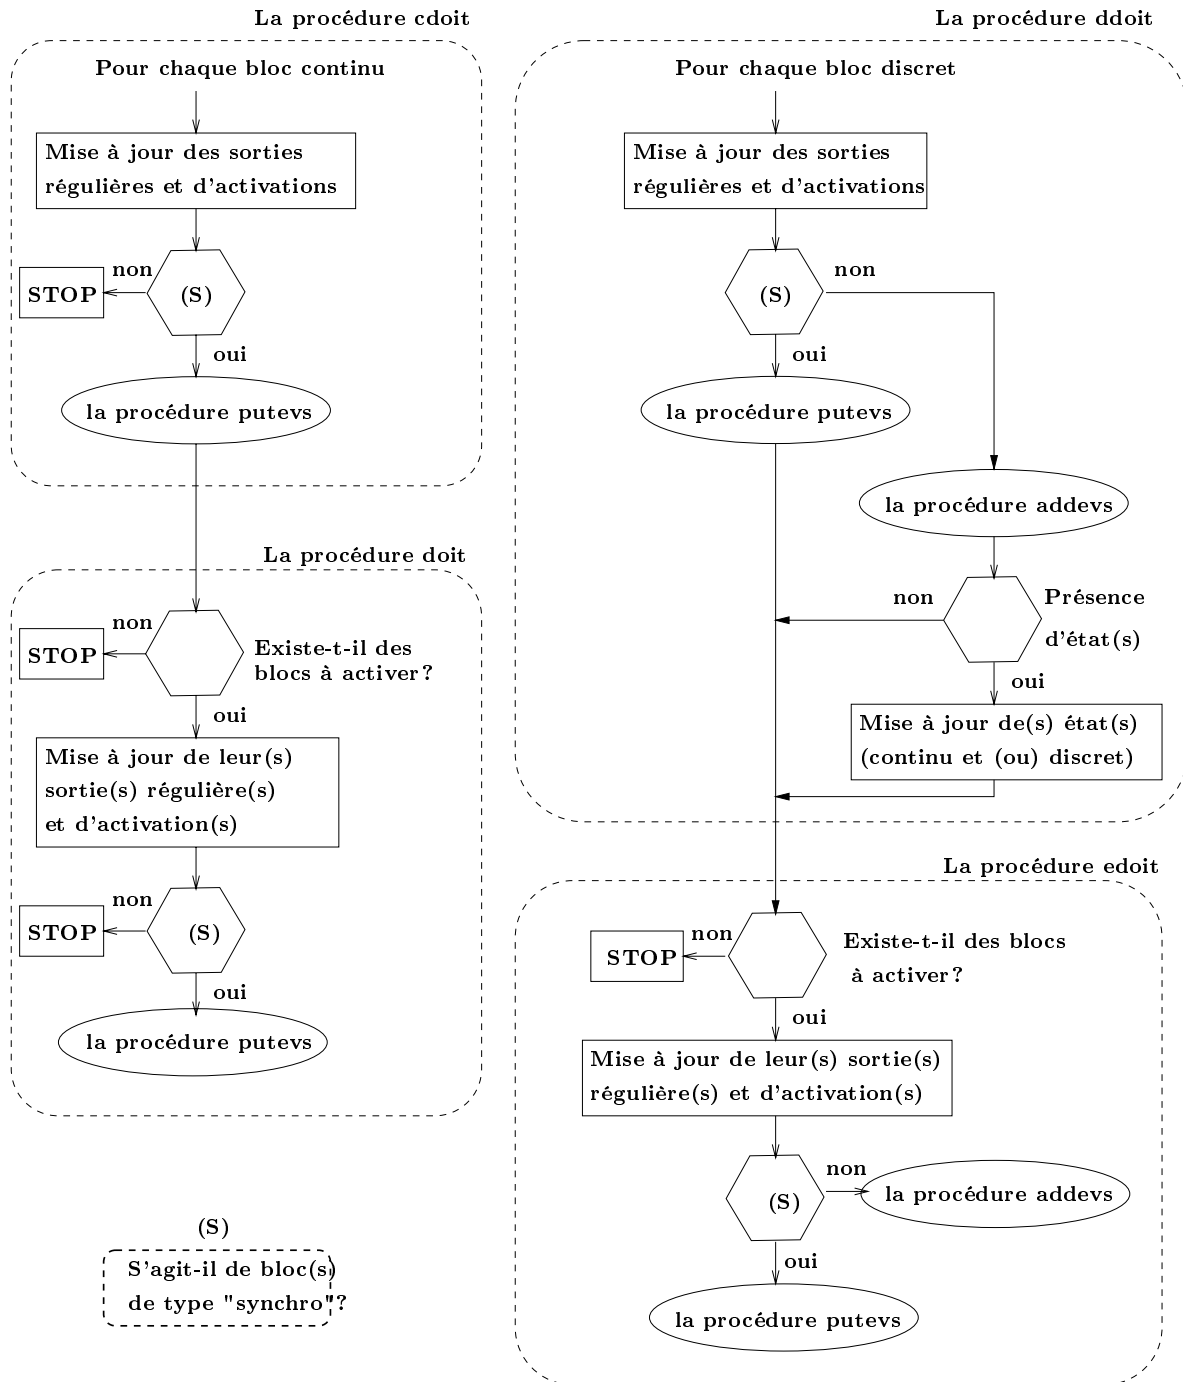 La procédure cdoit
Pour chaque bloc continu
Mise à jour des sorties
régulières et d'activations
non
STOP
(S)
oui
la procédure putevs
La procédure doit
non
STOP
Existe-t-il des
blocs à activer?
oui
Mise à jour de leur(s)
sortie(s) régulière(s)
et d'activation(s)
non
STOP
(S)
oui
la procédure putevs
(S)
S'agit-il de bloc(s)
de type "synchro"?
La procédure ddoit
Pour chaque bloc discret
Mise à jour des sorties
régulières et d'activations
(S)
non
oui
la procédure putevs
la procédure addevs
non
Présence
d'état(s)
oui
Mise à jour de(s) état(s)
(continu et (ou) discret)
La procédure edoit
non
STOP
Existe-t-il des blocs
à activer?
oui
Mise à jour de leur(s) sortie(s)
régulière(s) et d'activation(s)
(S)
non
la procédure addevs
oui
la procédure putevs